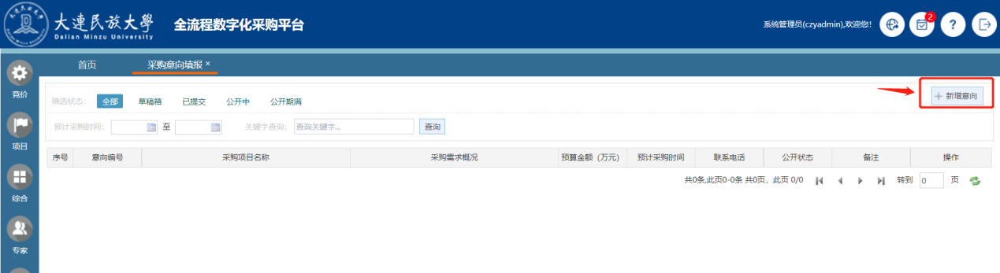 大連民族大學
Dalian Minzu University
全流程数字化采购平台
系统管理员(czyadmin),欢迎您!
2
?
首页
采购意向填报 ×
竞价
项目
综合
专家
筛选状态: 全部 草稿箱 已提交 公开中 公开期满
+ 新增意向
预计采购时间: 至 关键字查询: 查询关键字... 查询
序号 意向编号 采购项目名称 采购需求概况 预算金额 (万元) 预计采购时间 联系电话 公开状态 备注 操作
共0条,此页0-0条 共0页, 此页 0/0 转到 0 页